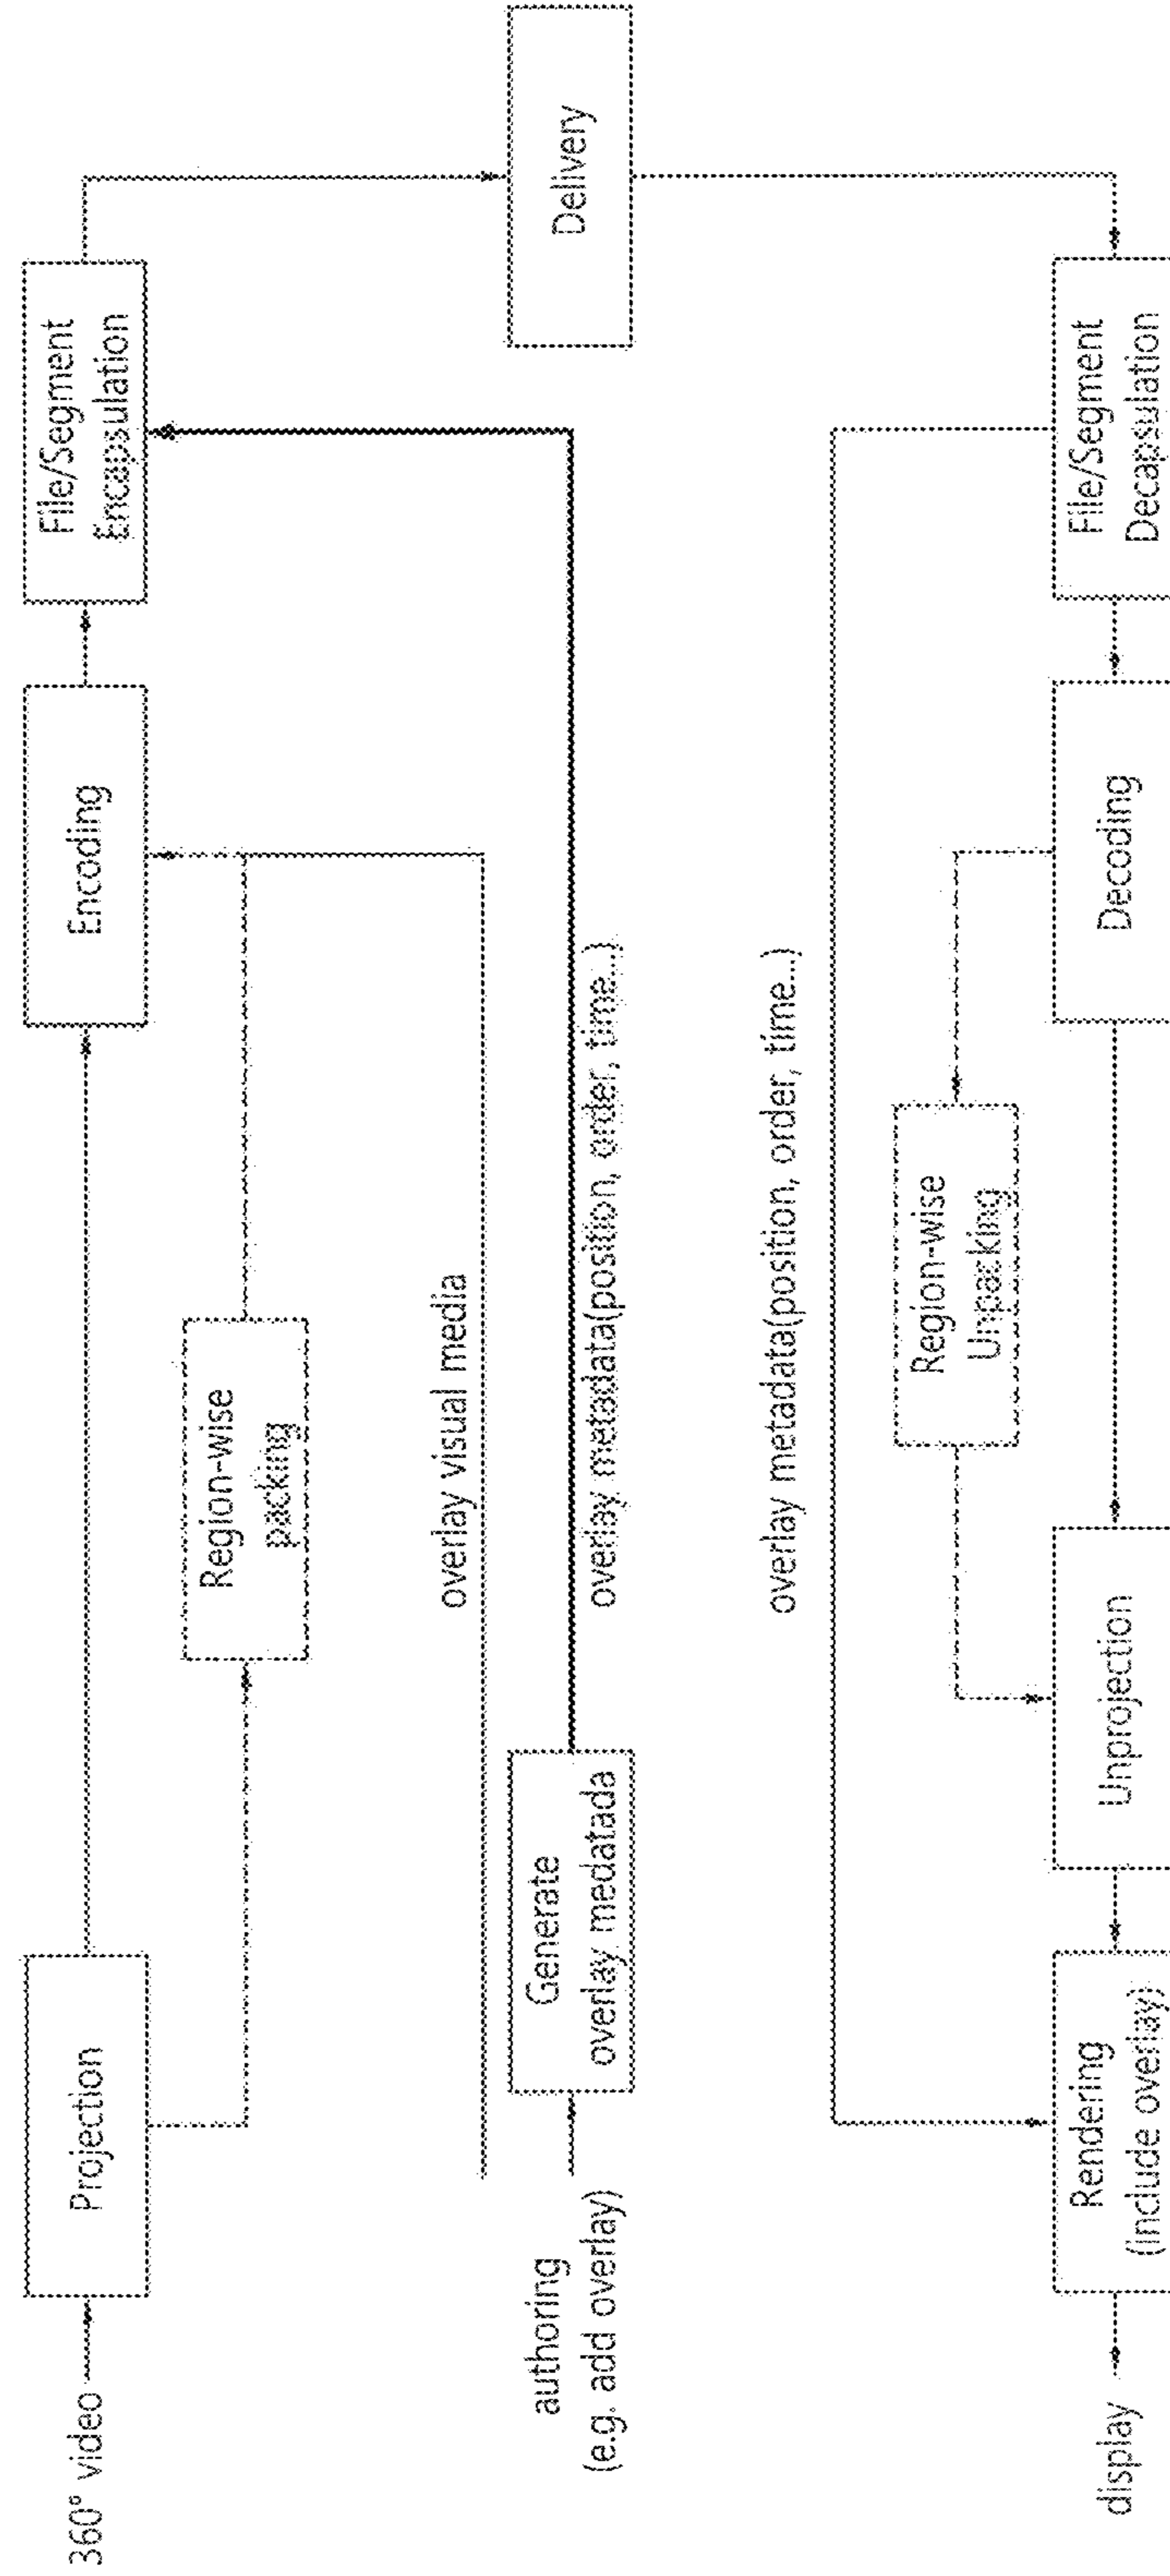 360° video
Projection
Region-wise
packing
Encoding
File/Segment
Encapsulation
overlay visual media
authoring
(e.g. add overlay)
Generate
overlay medatada
overlay metadata(position, order, time..)
Delivery
overlay metadata(position, order, time..)
Region-wise
Unpacking
display
Rendering
(include overlay)
Unprojection
Decoding
File/Segment
Decapsulation